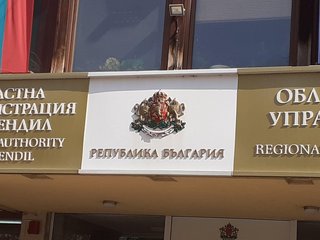 АСТНА
ИСТРАЦИЯ
ЕНДИЛ
AUTHORITY
ENDIL
РЕПУБЛИКА БЪЛГАРИЯ
ОБЛ
УПРА
REGIONA